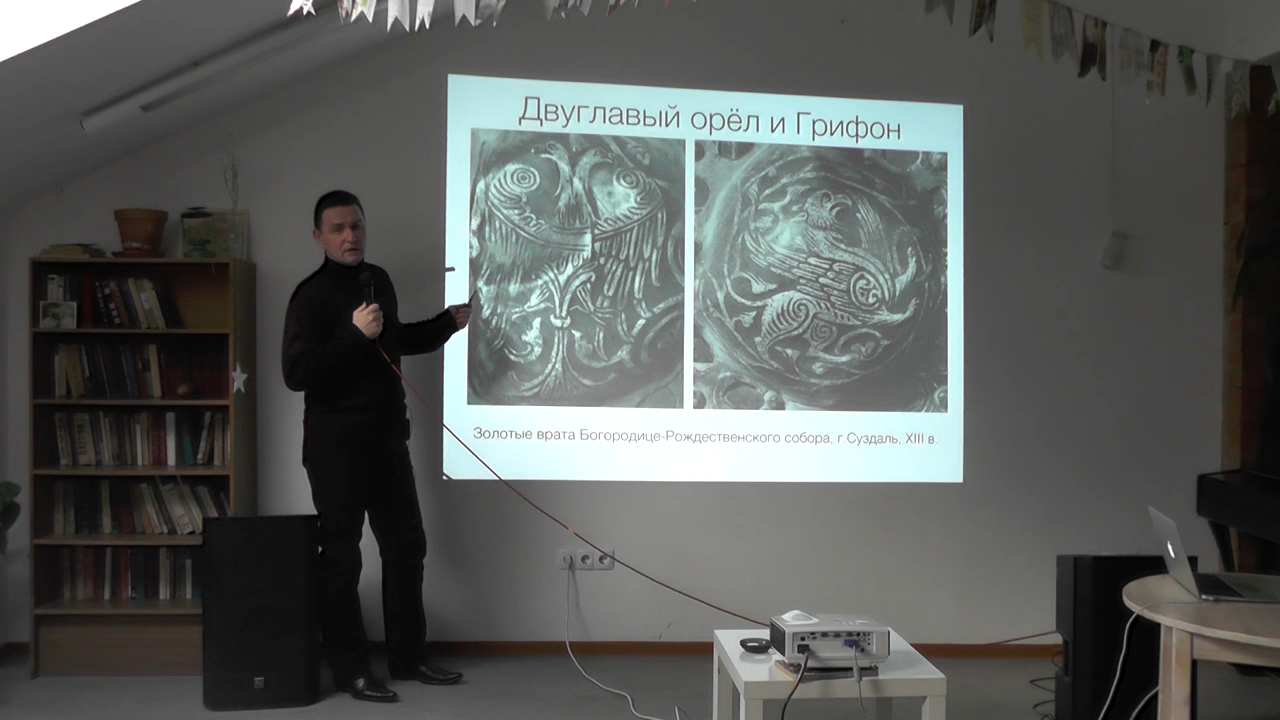 Двуглавый орёл и Грифон
Золотые врата Богородице-Рождественского собора, г.Суздаль, XIII в.